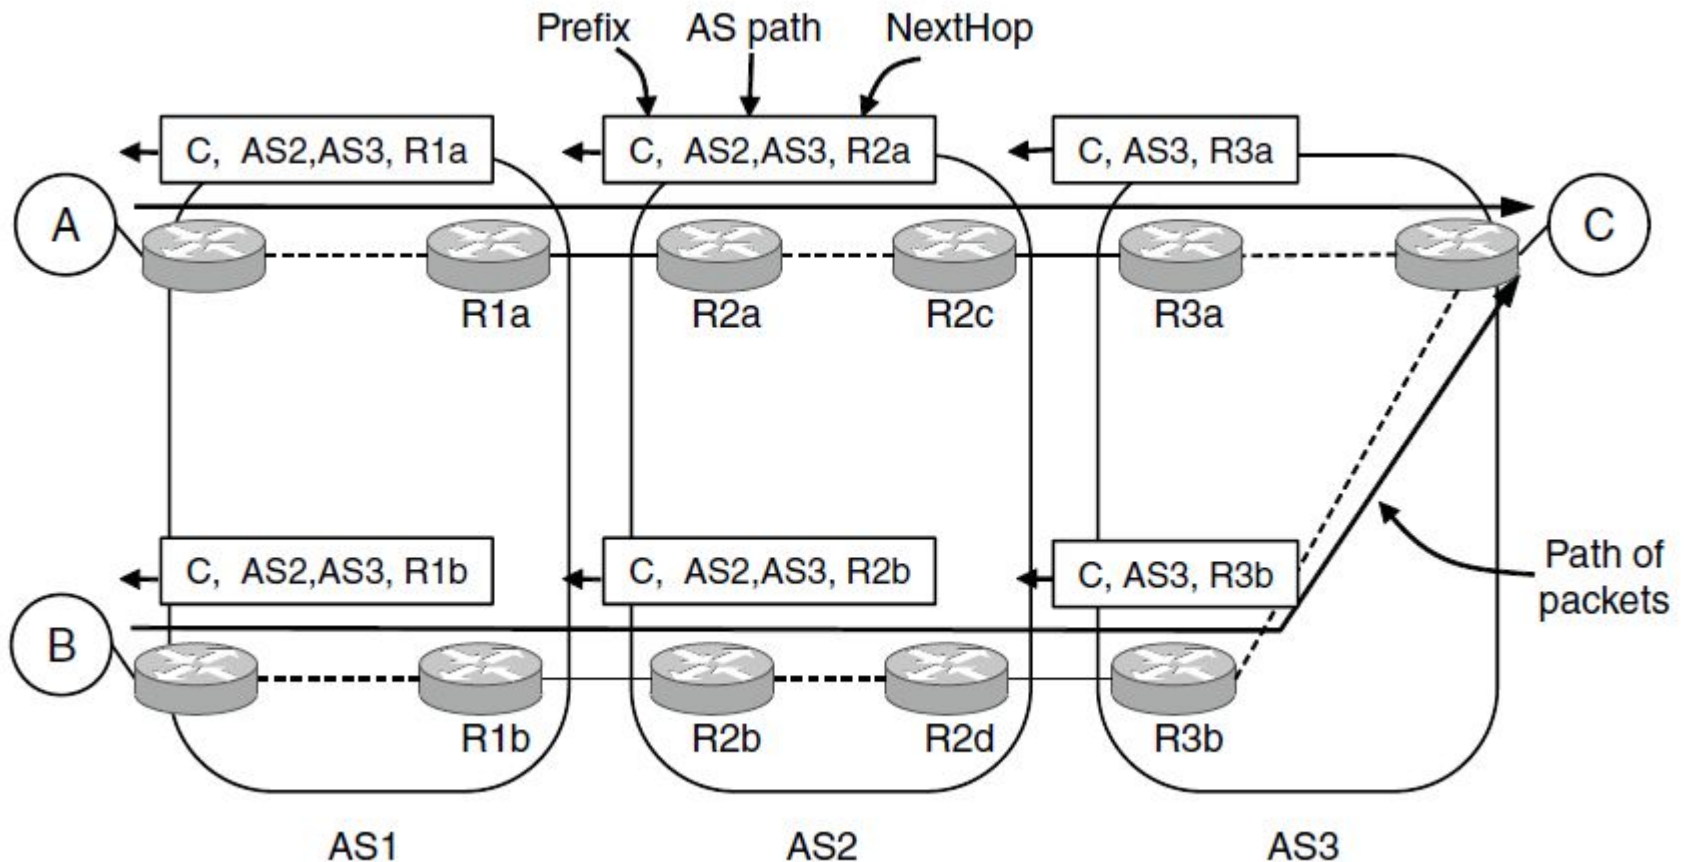 Prefix AS path NextHop
C, AS2,AS3, R1a
C, AS2,AS3, R2a
C, AS3, R3a
A
C
R1a
R2a
R2c
R3a
C, AS2,AS3, R1b
C, AS2,AS3, R2b
C, AS3, R3b
Path of
packets
B
R1b
R2b
R2d
R3b
AS1
AS2
AS3